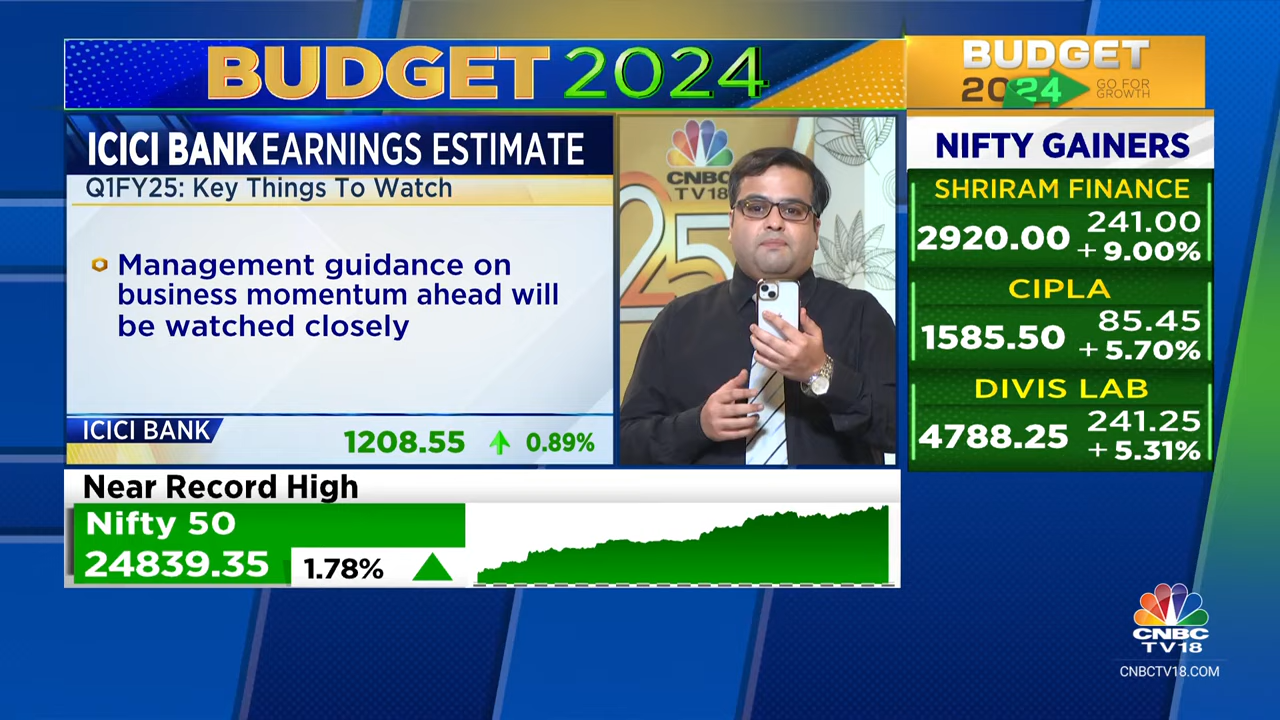 BUDGET 2024
BUDGET
2024
GO FOR
GROWTH
ICICI BANK EARNINGS ESTIMATE
Q1FY25: Key Things To Watch
Management guidance on
business momentum ahead will
be watched closely
ICICI BANK
1208.55 0.89%
CNBC
TV18
25
NIFTY GAINERS
SHRIRAM FINANCE
2920.00 241.00
+ 9.00%
CIPLA
1585.50 85.45
+ 5.70%
DIVIS LAB
4788.25 241.25
+ 5.31%
Near Record High
Nifty 50
24839.35 1.78%
CNBC
TV18
CNBCTV18.COM